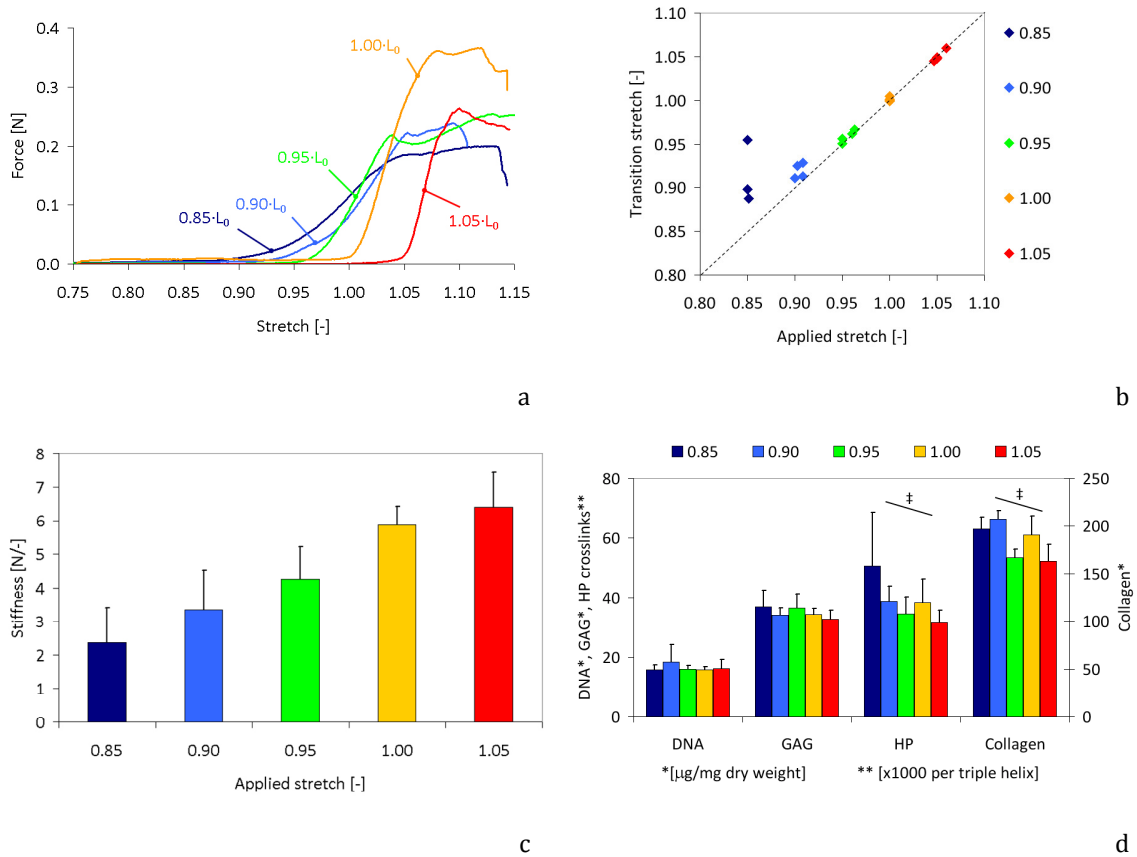 Force [N]
0.4
0.3
0.2
0.1
0.0
1.00·L₀
0.95·L₀
0.90·L₀
0.85·L₀
1.05·L₀
0.75 0.80 0.85 0.90 0.95 1.00 1.05 1.10 1.15
Stretch [-]
a
Transition stretch [-]
1.10
1.05
1.00
0.95
0.90
0.85
0.80
0.80 0.85 0.90 0.95 1.00 1.05 1.10
Applied stretch [-]
0.85
0.90
0.95
1.00
1.05
b
Stiffness [N/-]
8
7
6
5
4
3
2
1
0
0.85 0.90 0.95 1.00 1.05
Applied stretch [-]
c
0.85 0.90 0.95 1.00 1.05
DNA*, GAG*, HP crosslinks**
80
60
40
20
0
‡ ‡
250
200
150
100
50
0
Collagen*
DNA GAG HP Collagen
*[µg/mg dry weight] ** [x1000 per triple helix]
d